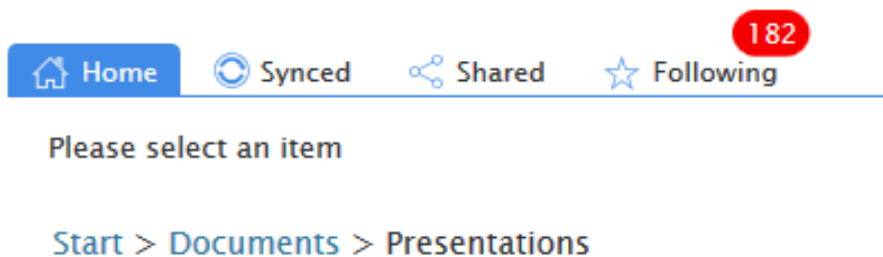 182
Home Synced Shared Following
Please select an item
Start > Documents > Presentations